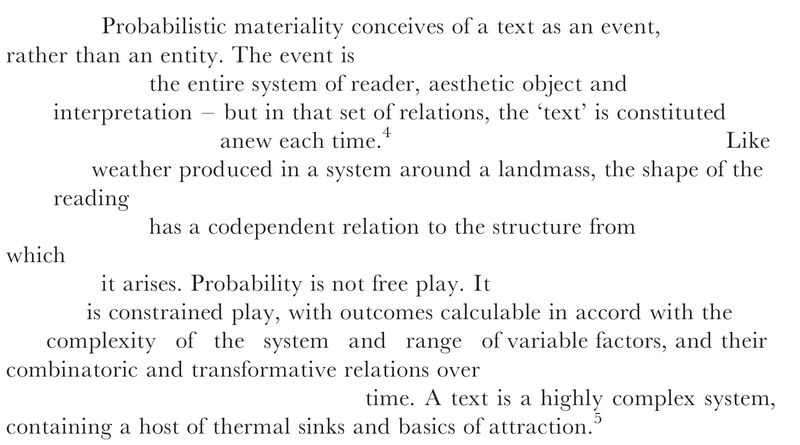 Probabilistic materiality conceives of a text as an event,
rather than an entity. The event is
the entire system of reader, aesthetic object and
interpretation – but in that set of relations, the ‘text’ is constituted
anew each time.4 Like
weather produced in a system around a landmass, the shape of the
reading
has a codependent relation to the structure from
which
it arises. Probability is not free play. It
is constrained play, with outcomes calculable in accord with the
complexity of the system and range of variable factors, and their
combinatoric and transformative relations over
time. A text is a highly complex system,
containing a host of thermal sinks and basics of attraction.5